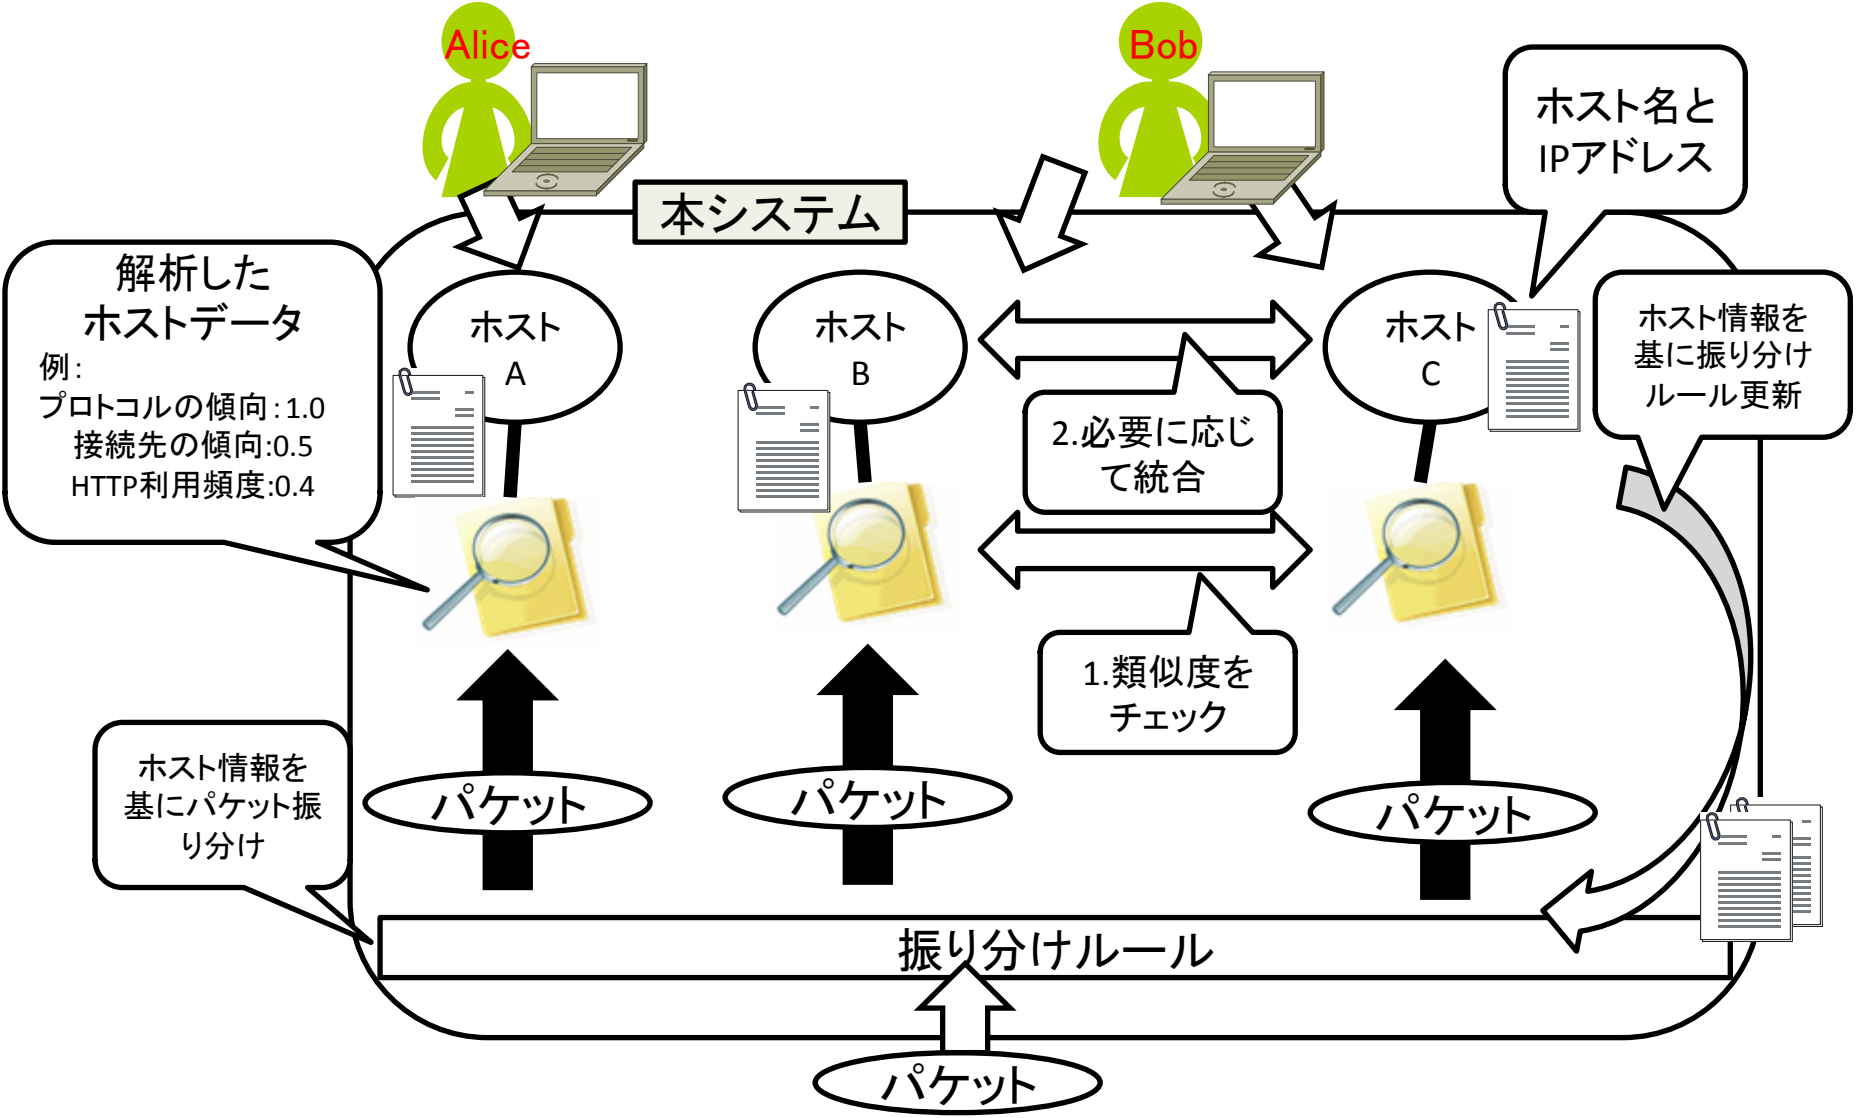 Alice
Bob
ホスト名と
IPアドレス
本システム
解析した
ホストデータ
例：
プロトコルの傾向：1.0
接続先の傾向:0.5
HTTP利用頻度:0.4
ホスト
A
ホスト
B
ホスト
C
ホスト情報を
基に振り分け
ルール更新
2.必要に応じ
て統合
1.類似度を
チェック
ホスト情報を
基にパケット振
り分け
パケット
パケット
パケット
振り分けルール
パケット